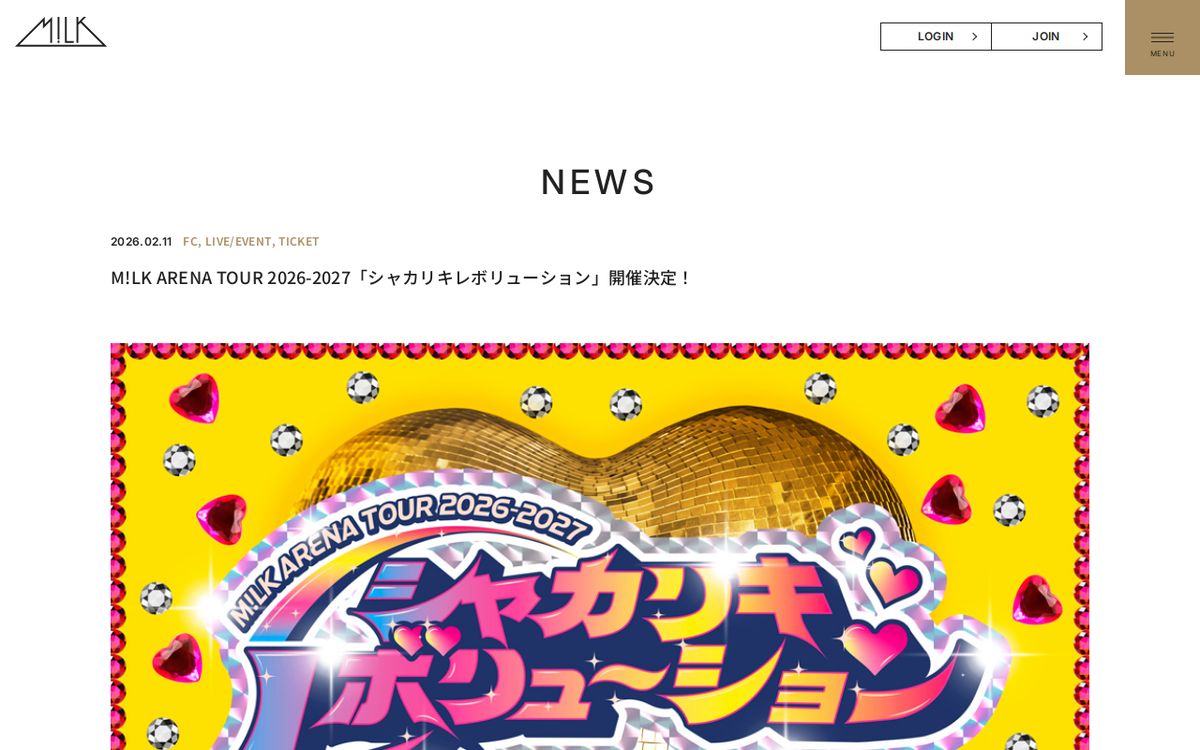 M!LK
LOGIN
JOIN
MENU
NEWS
2026.02.11 FC, LIVE/EVENT, TICKET
M!LK ARENA TOUR 2026-2027「シャカリキレボリューション」開催決定！
M!LK ARENA TOUR 2026-2027
シャカリキ
レボリューション